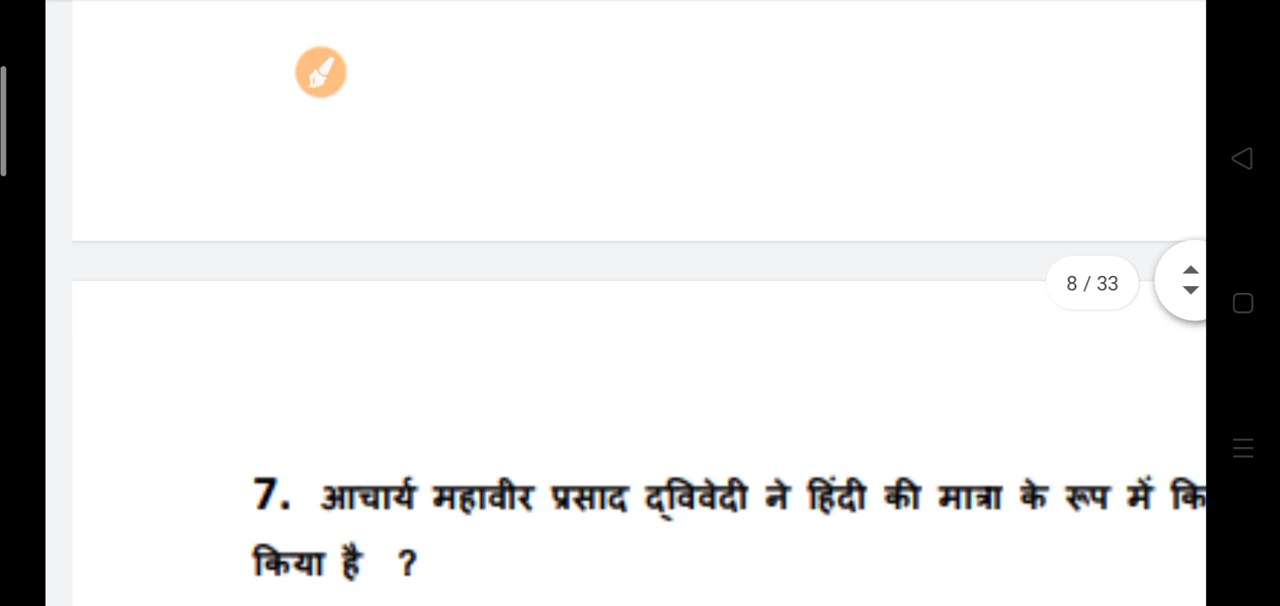 8 / 33
7. आचार्य महावीर प्रसाद द्विवेदी ने हिंदी की मात्रा के रूप में कि
किया है ?